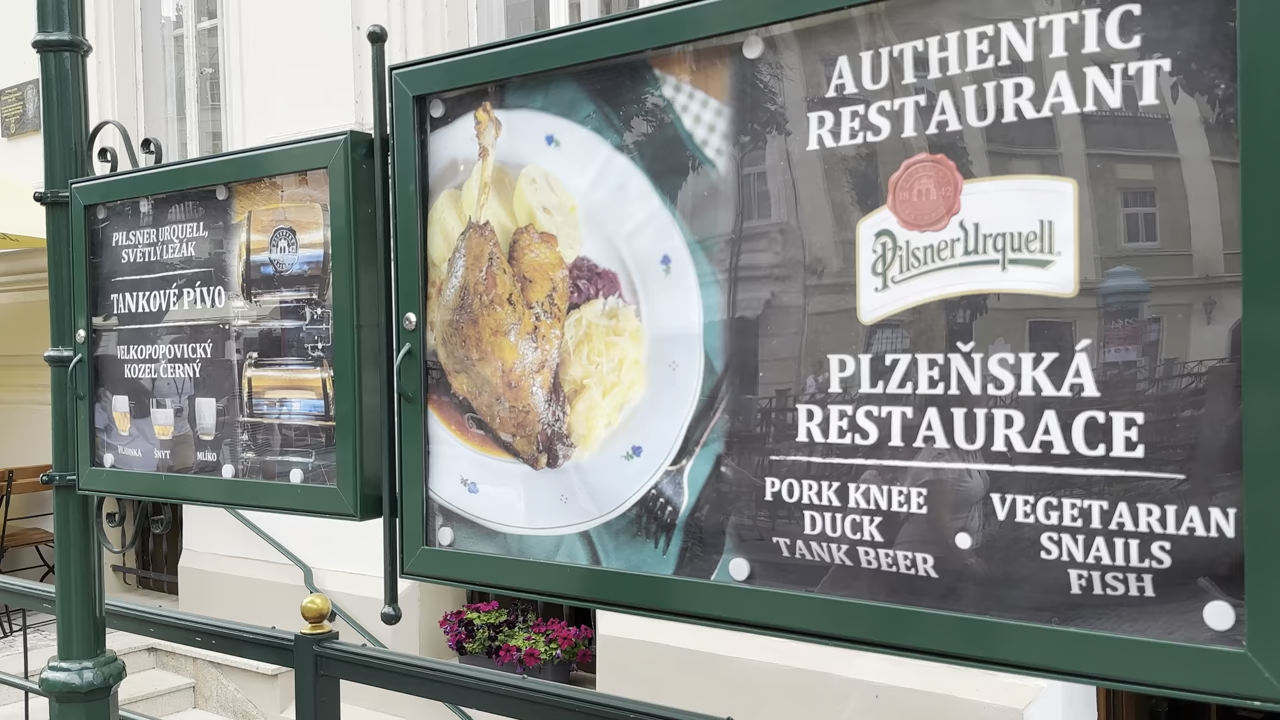 PILSNER URQUELL,
SVĚTLÝ LEŽÁK
TANKOVÉ PIVO
VELKOPOPOVICKÝ
KOZEL ČERNÝ
HLADINKA
ŠNYT
MLÍKO
AUTHENTIC
RESTAURANT
1842
Pilsner Urquell
PLZEŇSKÁ
RESTAURACE
PORK KNEE
DUCK
TANK BEER
VEGETARIAN
SNAILS
FISH